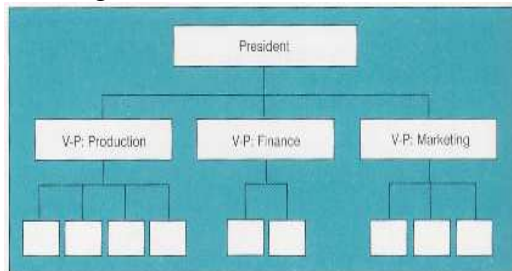 President
V-P: Production
V-P: Finance
V-P: Marketing